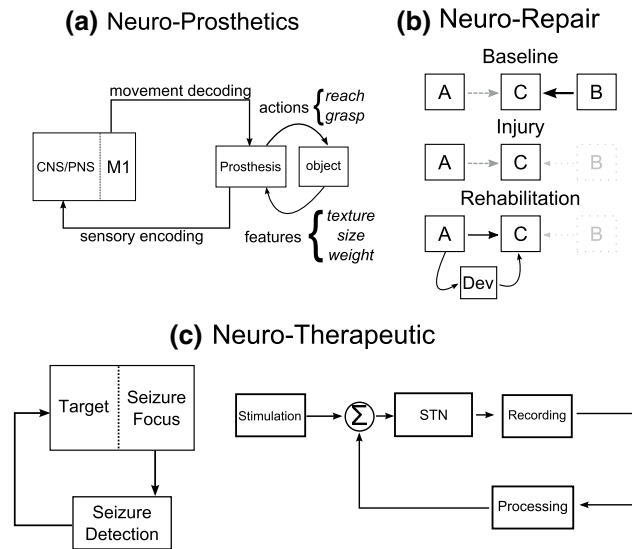 (a) Neuro-Prosthetics
movement decoding
actions { reach
grasp
CNS/PNS
M1
Prosthesis
object
sensory encoding
features { texture
size
weight
(b) Neuro-Repair
Baseline
A
C
B
Injury
A
C
B
Rehabilitation
A
C
B
Dev
(c) Neuro-Therapeutic
Target
Seizure
Focus
Seizure
Detection
Stimulation
Σ
STN
Recording
Processing